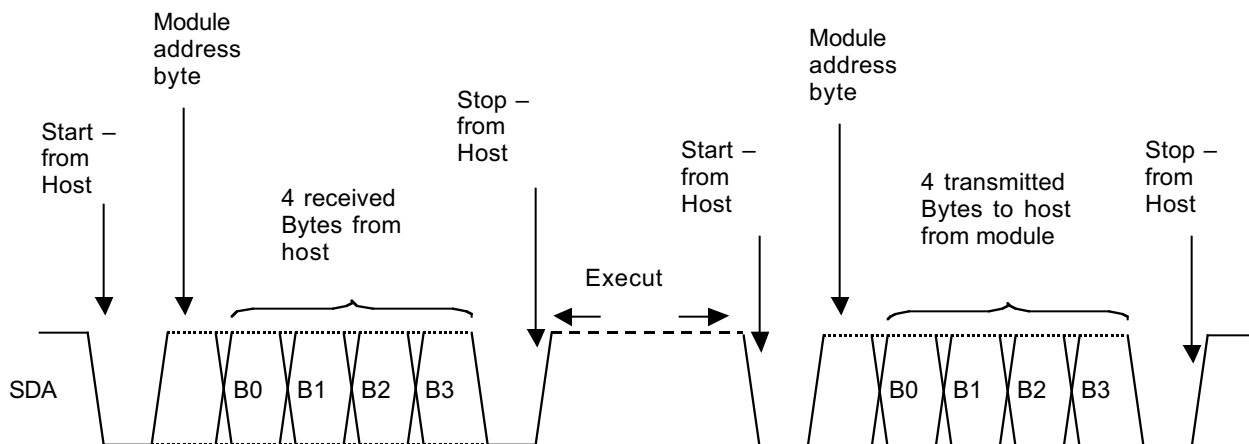 Module
address
byte
Module
address
byte
Stop –
from
Host
Start –
from
Host
Start –
from
Host
Stop –
from
Host
4 received
Bytes from
host
4 transmitted
Bytes to host
from module
Execut
SDA
B0
B1
B2
B3
B0
B1
B2
B3